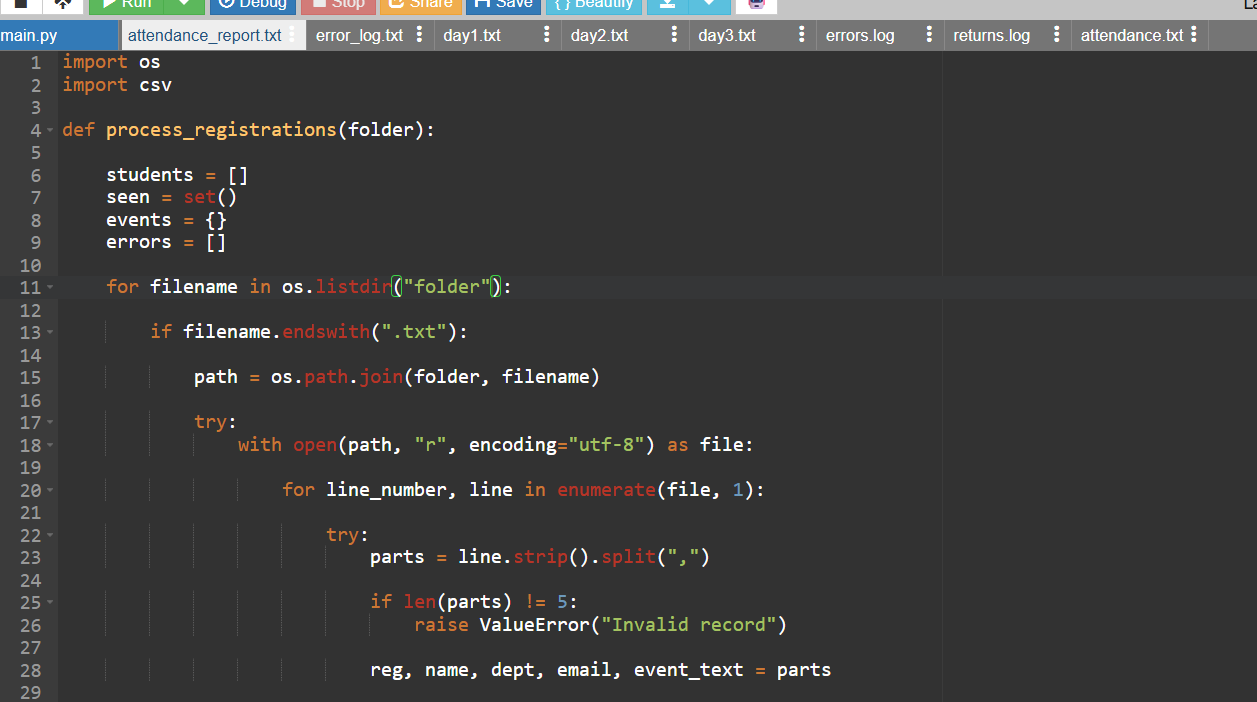 Run Debug Stop Share Save { } Beautify
main.py attendance_report.txt error_log.txt day1.txt day2.txt day3.txt errors.log returns.log attendance.txt
1 import os
2 import csv
3
4 def process_registrations(folder):
5
6 students = []
7 seen = set()
8 events = {}
9 errors = []
10
11 for filename in os.listdir("folder"):
12
13 if filename.endswith(".txt"):
14
15 path = os.path.join(folder, filename)
16
17 try:
18 with open(path, "r", encoding="utf-8") as file:
19
20 for line_number, line in enumerate(file, 1):
21
22 try:
23 parts = line.strip().split(",")
24
25 if len(parts) != 5:
26 raise ValueError("Invalid record")
27
28 reg, name, dept, email, event_text = parts
29